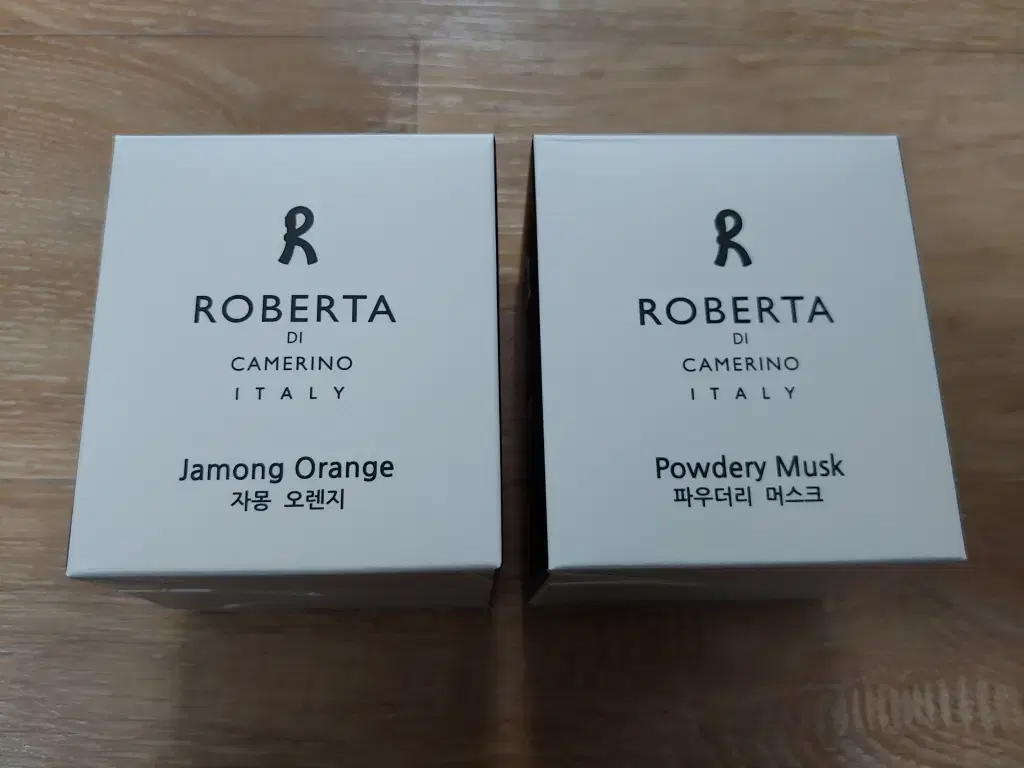 R
ROBERTA
DI
CAMERINO
ITALY
Jamong Orange
자몽 오렌지
R
ROBERTA
DI
CAMERINO
ITALY
Powdery Musk
파우더리 머스크